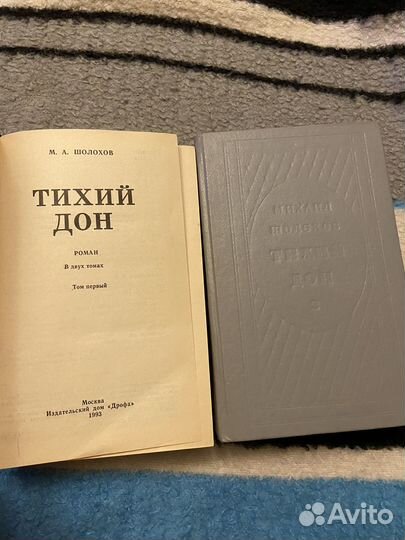 М. А. ШОЛОХОВ
ТИХИЙ
ДОН
РОМАН
В двух томах
Том первый
Москва
Издательский дом «Дрофа»
1993
МИХАИЛ
ШОЛОХОВ
ТИХИЙ
ДОН
Avito